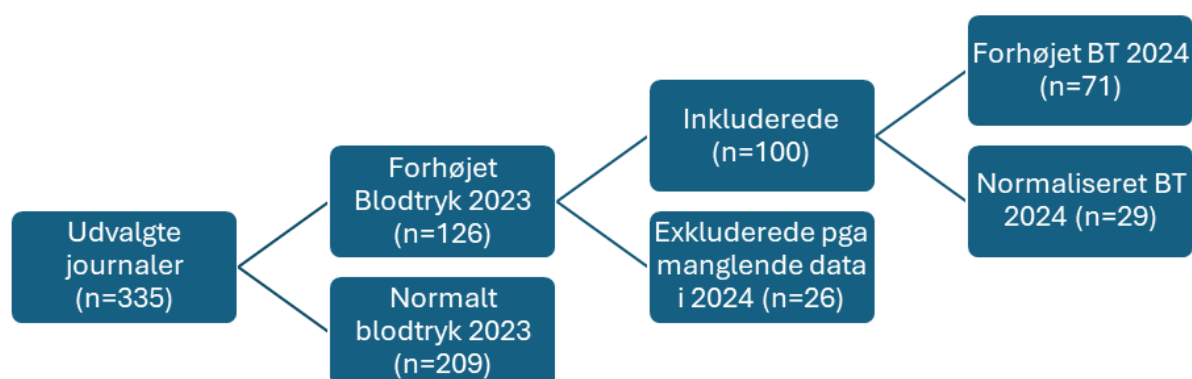 Udvalgte
journaler
(n=335)
Forhøjet
Blodtryk 2023
(n=126)
Normalt
blodtryk 2023
(n=209)
Inkluderede
(n=100)
Exkluderede pga
manglende data
i 2024 (n=26)
Forhøjet BT 2024
(n=71)
Normaliseret BT
2024 (n=29)